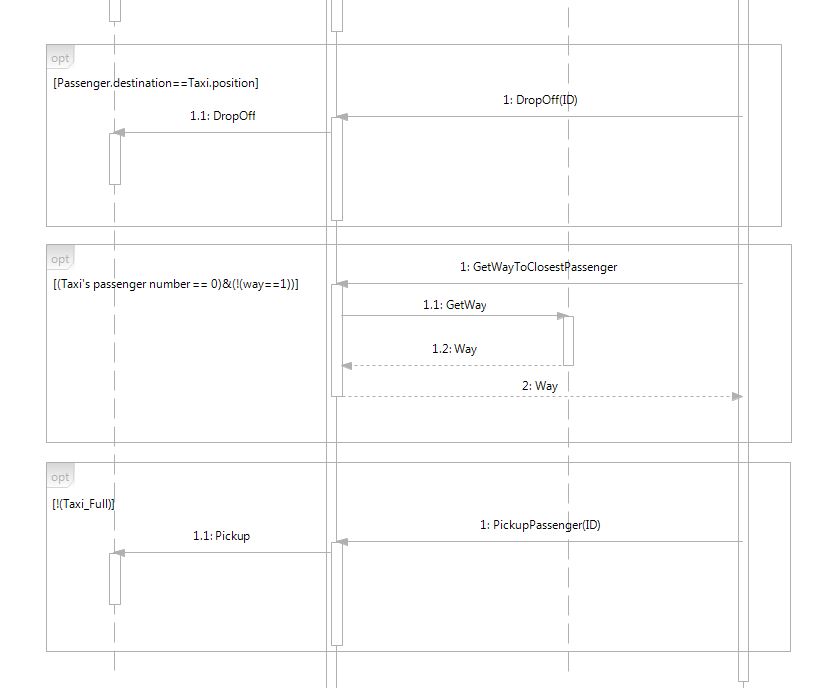 opt
[Passenger.destination==Taxi.position]
1: DropOff(ID)
1.1: DropOff
opt
1: GetWayToClosestPassenger
[(Taxi's passenger number == 0)&(!(way==1))]
1.1: GetWay
1.2: Way
2: Way
opt
[!(Taxi_Full)]
1: PickupPassenger(ID)
1.1: Pickup